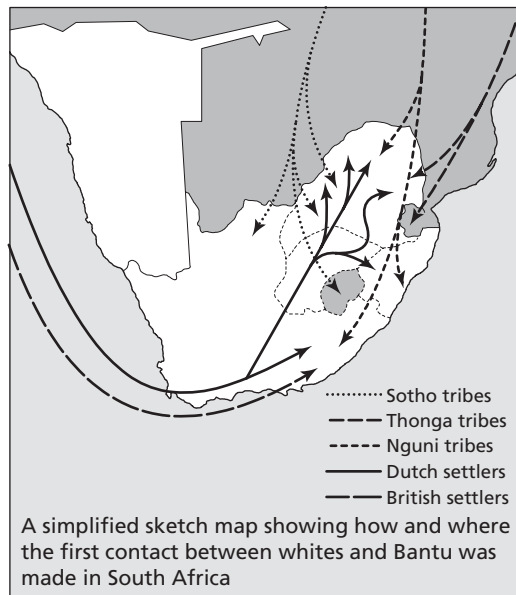 Sotho tribes
Thonga tribes
Nguni tribes
Dutch settlers
British settlers
A simplified sketch map showing how and where
the first contact between whites and Bantu was
made in South Africa